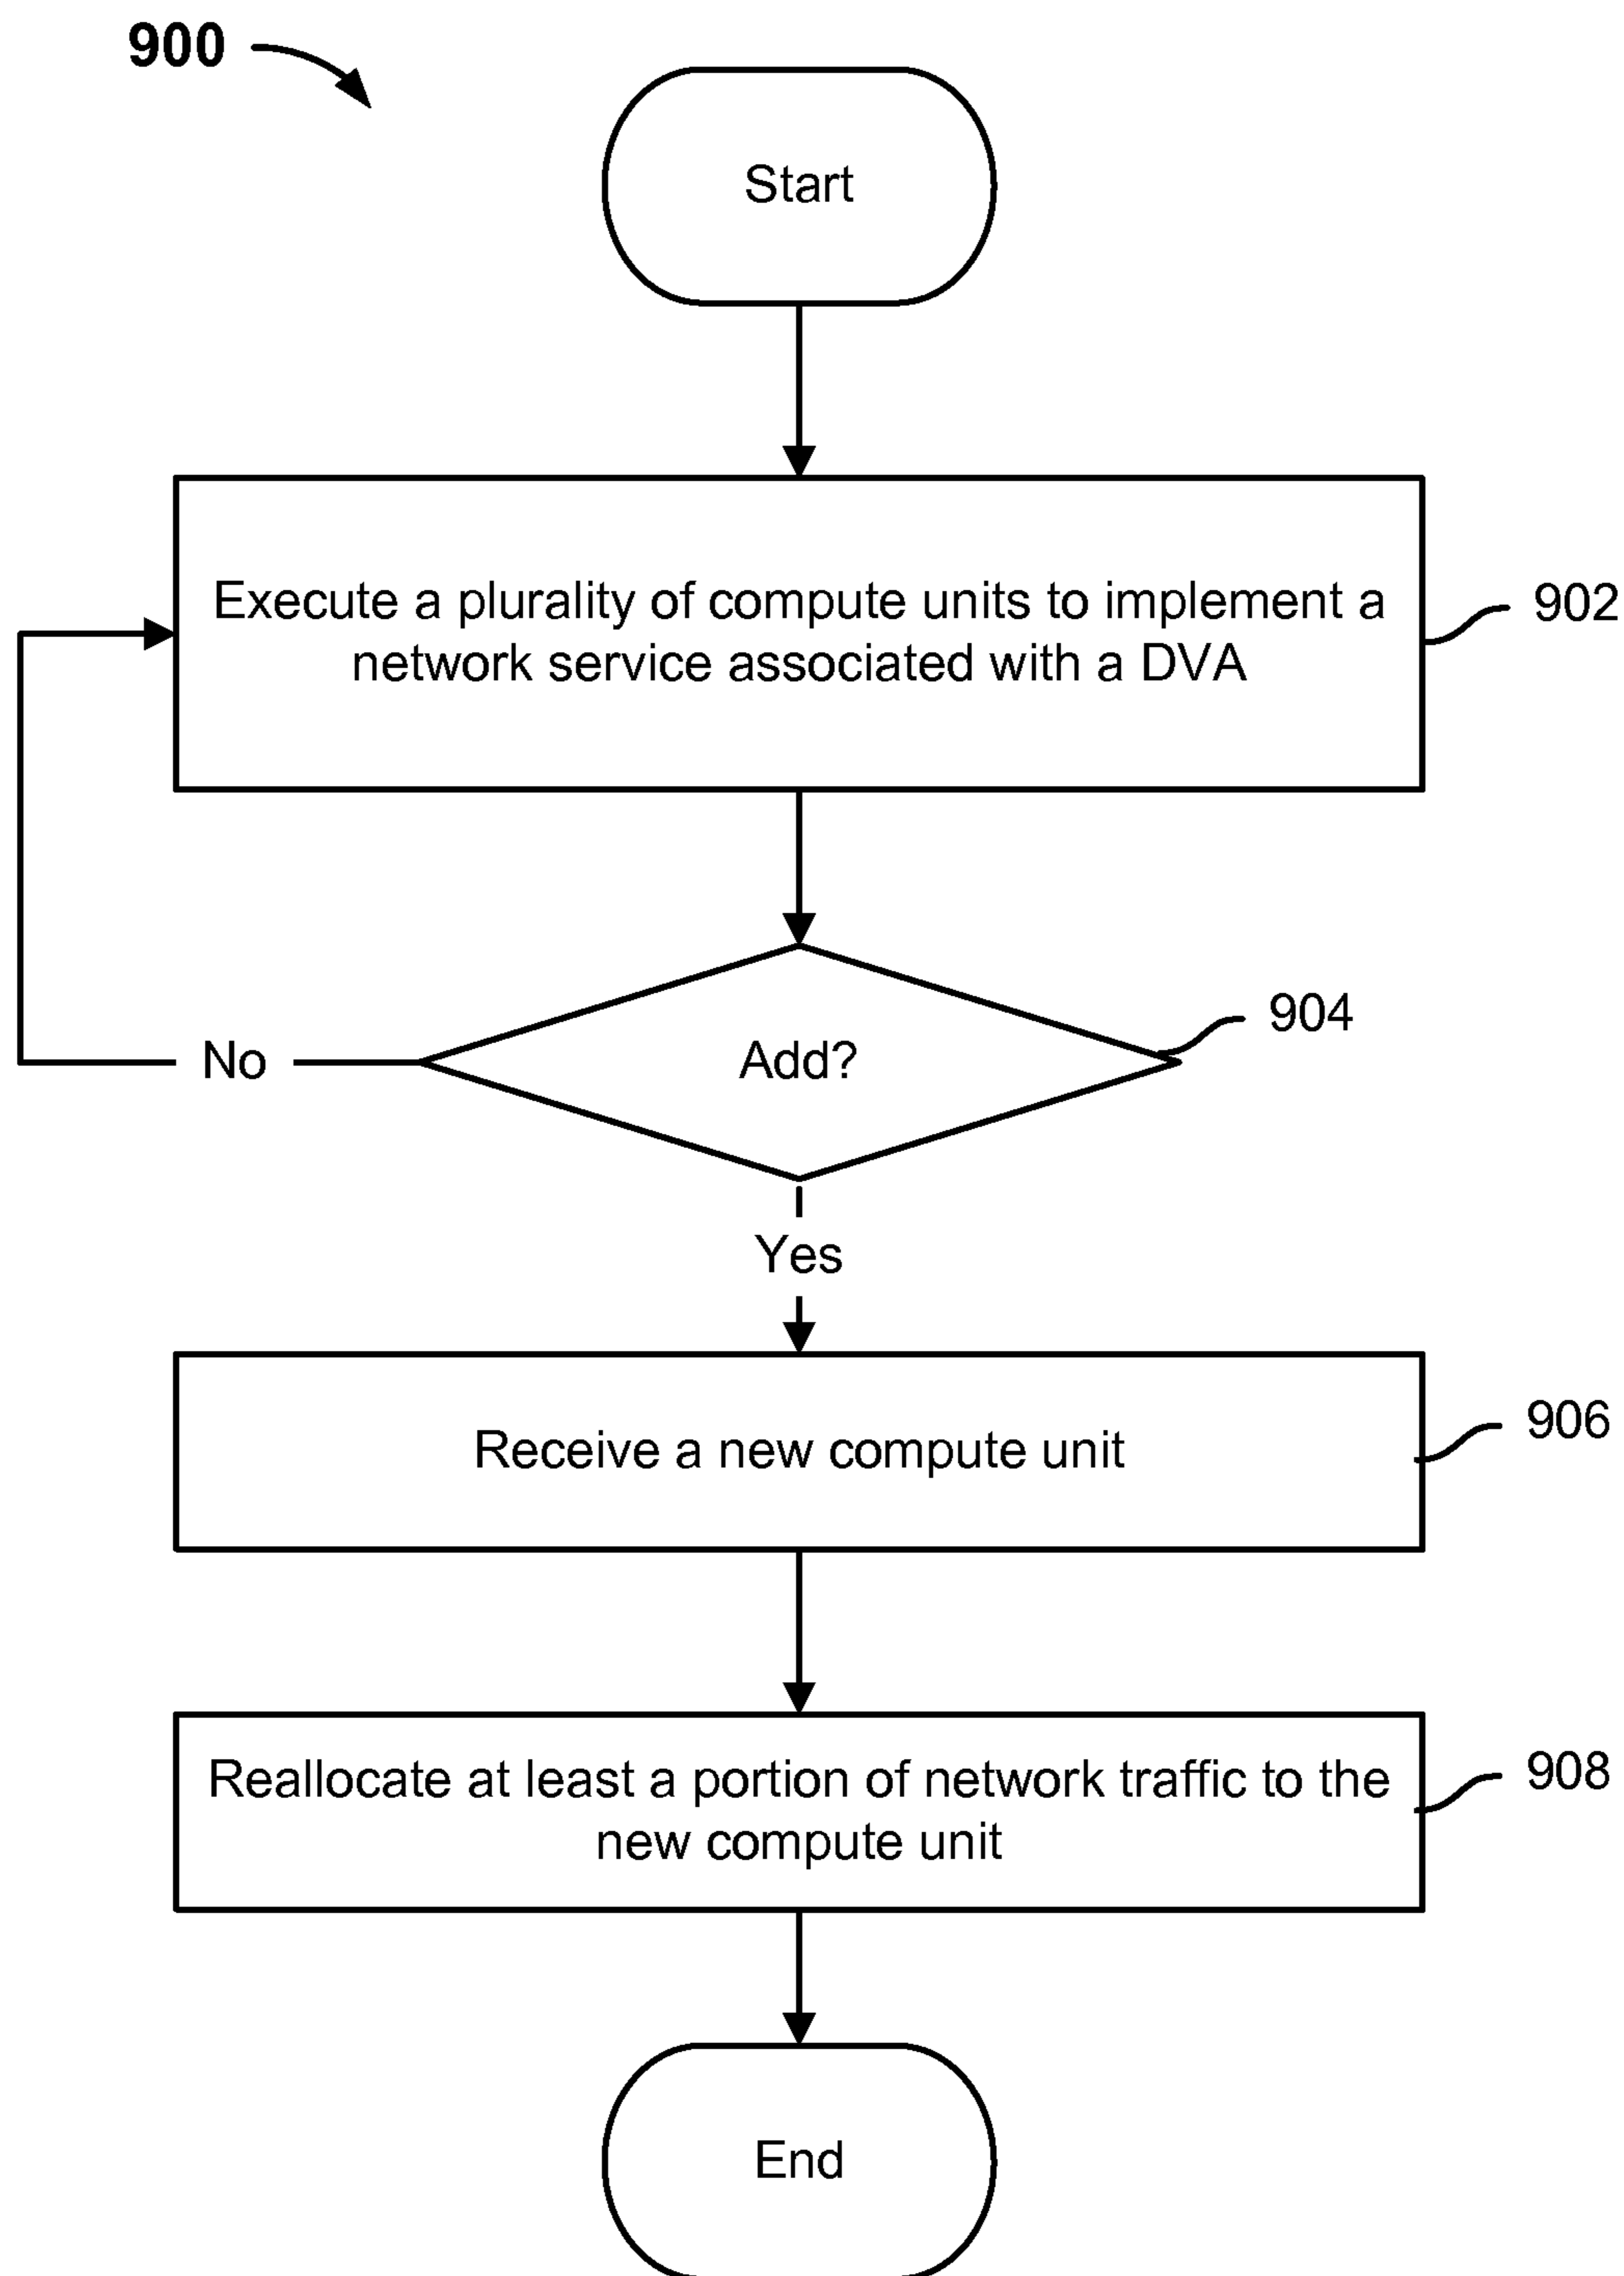 900
Start
Execute a plurality of compute units to implement a
network service associated with a DVA
902
904
Add?
No
Yes
906
Receive a new compute unit
908
Reallocate at least a portion of network traffic to the
new compute unit
End